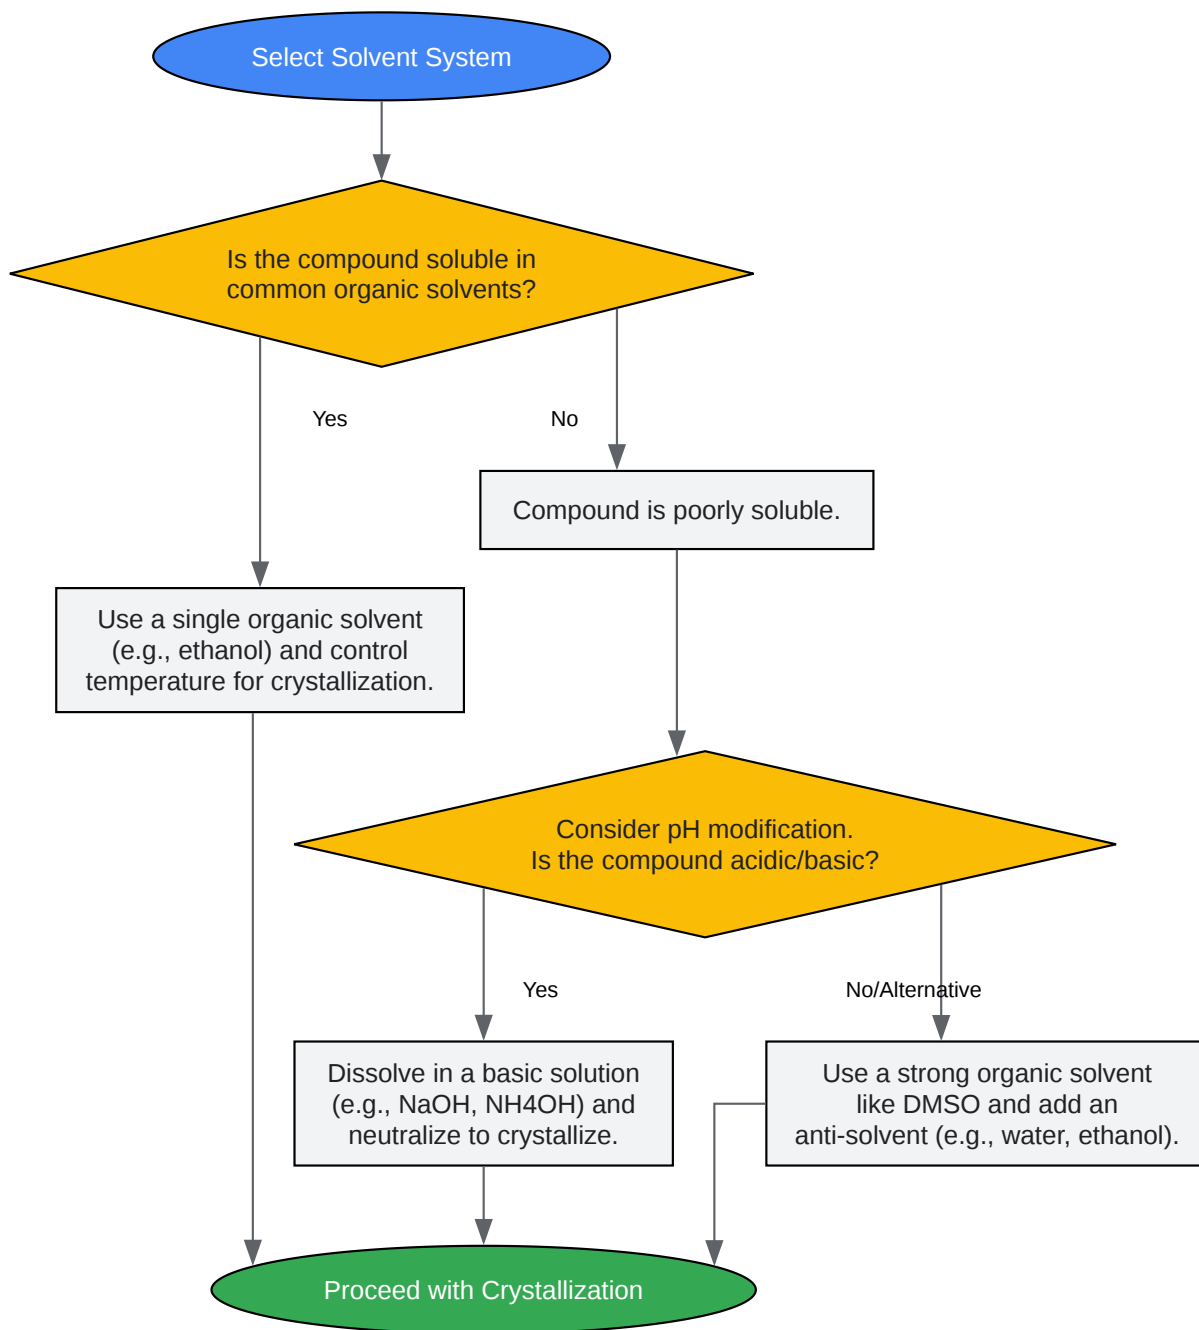 Select Solvent System
Is the compound soluble in
common organic solvents?
Yes
No
Compound is poorly soluble.
Use a single organic solvent
(e.g., ethanol) and control
temperature for crystallization.
Consider pH modification.
Is the compound acidic/basic?
Yes
No/Alternative
Dissolve in a basic solution
(e.g., NaOH, NH4OH) and
neutralize to crystallize.
Use a strong organic solvent
like DMSO and add an
anti-solvent (e.g., water, ethanol).
Proceed with Crystallization